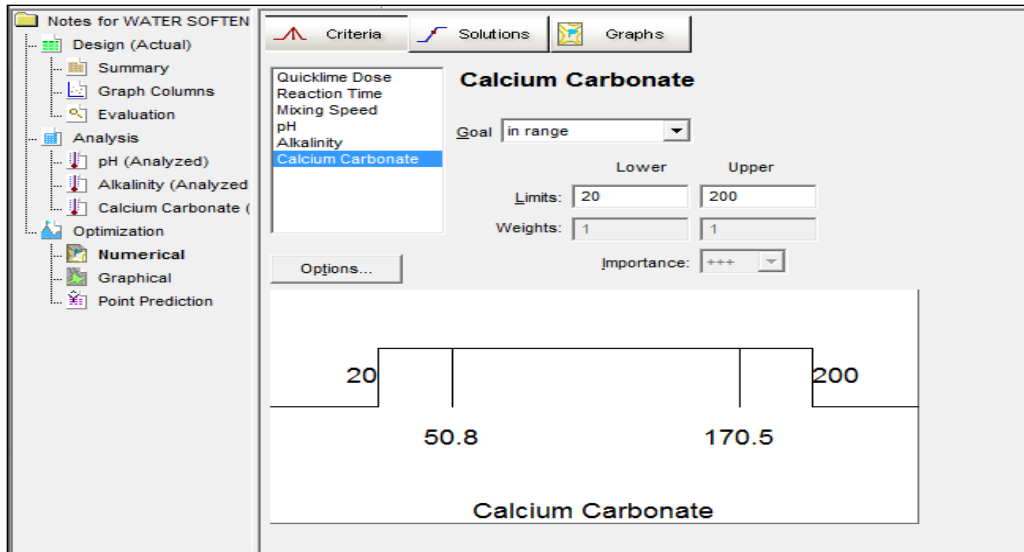 Notes for WATER SOFTEN
Design (Actual)
Summary
Graph Columns
Evaluation
Analysis
pH (Analyzed)
Alkalinity (Analyzed
Calcium Carbonate (
Optimization
Numerical
Graphical
Point Prediction
Criteria Solutions Graphs
Quicklime Dose
Reaction Time
Mixing Speed
pH
Alkalinity
Calcium Carbonate
Options...
Calcium Carbonate
Goal in range
Lower Upper
Limits: 20 200
Weights: 1 1
Importance: +++
20 200
50.8 170.5
Calcium Carbonate